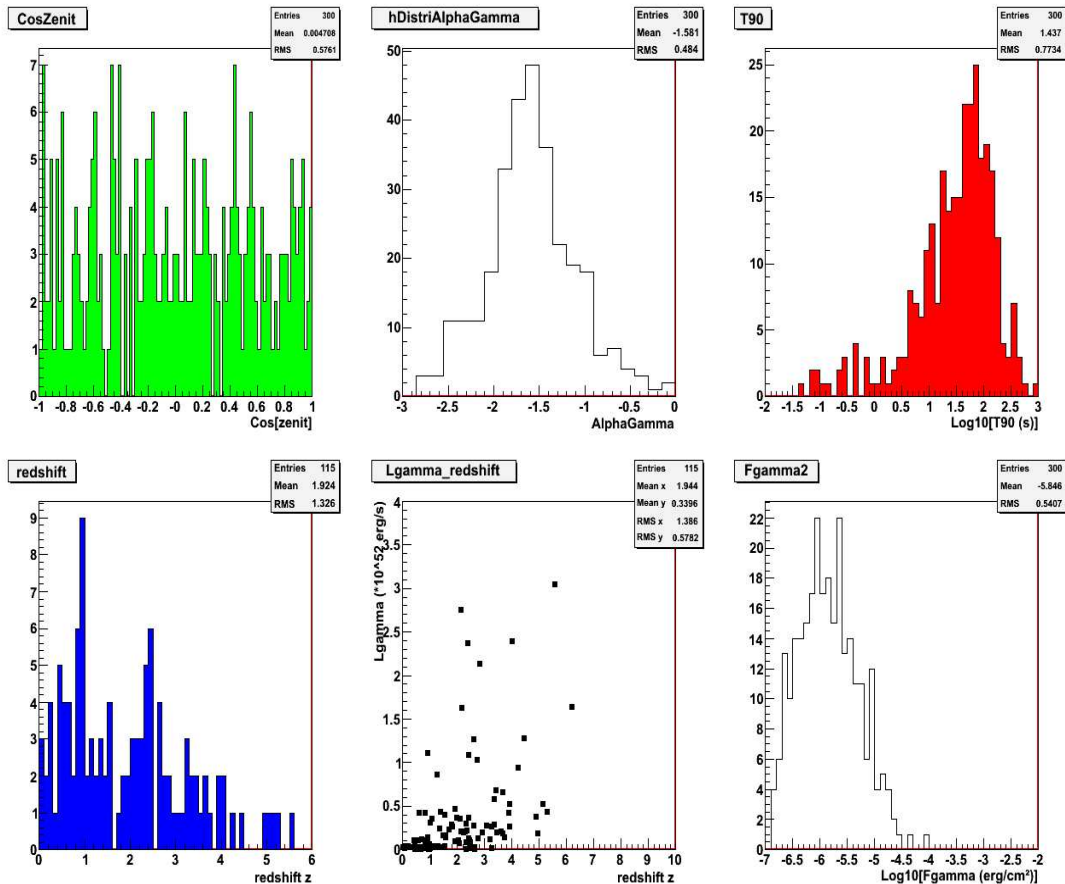 CosZenit
Entries 300
Mean 0.004708
RMS 0.5761
7
6
5
4
3
2
1
0
-1 -0.8 -0.6 -0.4 -0.2 -0 0.2 0.4 0.6 0.8 1
Cos[zenit]
hDistriAlphaGamma
Entries 300
Mean -1.581
RMS 0.484
50
40
30
20
10
0
-3 -2.5 -2 -1.5 -1 -0.5 0
AlphaGamma
T90
Entries 300
Mean 1.437
RMS 0.7734
25
20
15
10
5
0
-2 -1.5 -1 -0.5 0 0.5 1 1.5 2 2.5 3
Log10[T90 (s)]
redshift
Entries 115
Mean 1.924
RMS 1.326
9
8
7
6
5
4
3
2
1
0
0 1 2 3 4 5 6
redshift z
Lgamma_redshift
Entries 115
Mean x 1.944
Mean y 0.3396
RMS x 1.386
RMS y 0.5782
Lgamma (*10^52 erg/s)
4
3.5
3
2.5
2
1.5
1
0.5
0
0 1 2 3 4 5 6 7 8 9 10
redshift z
Fgamma2
Entries 300
Mean -5.846
RMS 0.5407
22
20
18
16
14
12
10
8
6
4
2
0
-7 -6.5 -6 -5.5 -5 -4.5 -4 -3.5 -3 -2.5 -2
Log10[Fgamma (erg/cm²)]